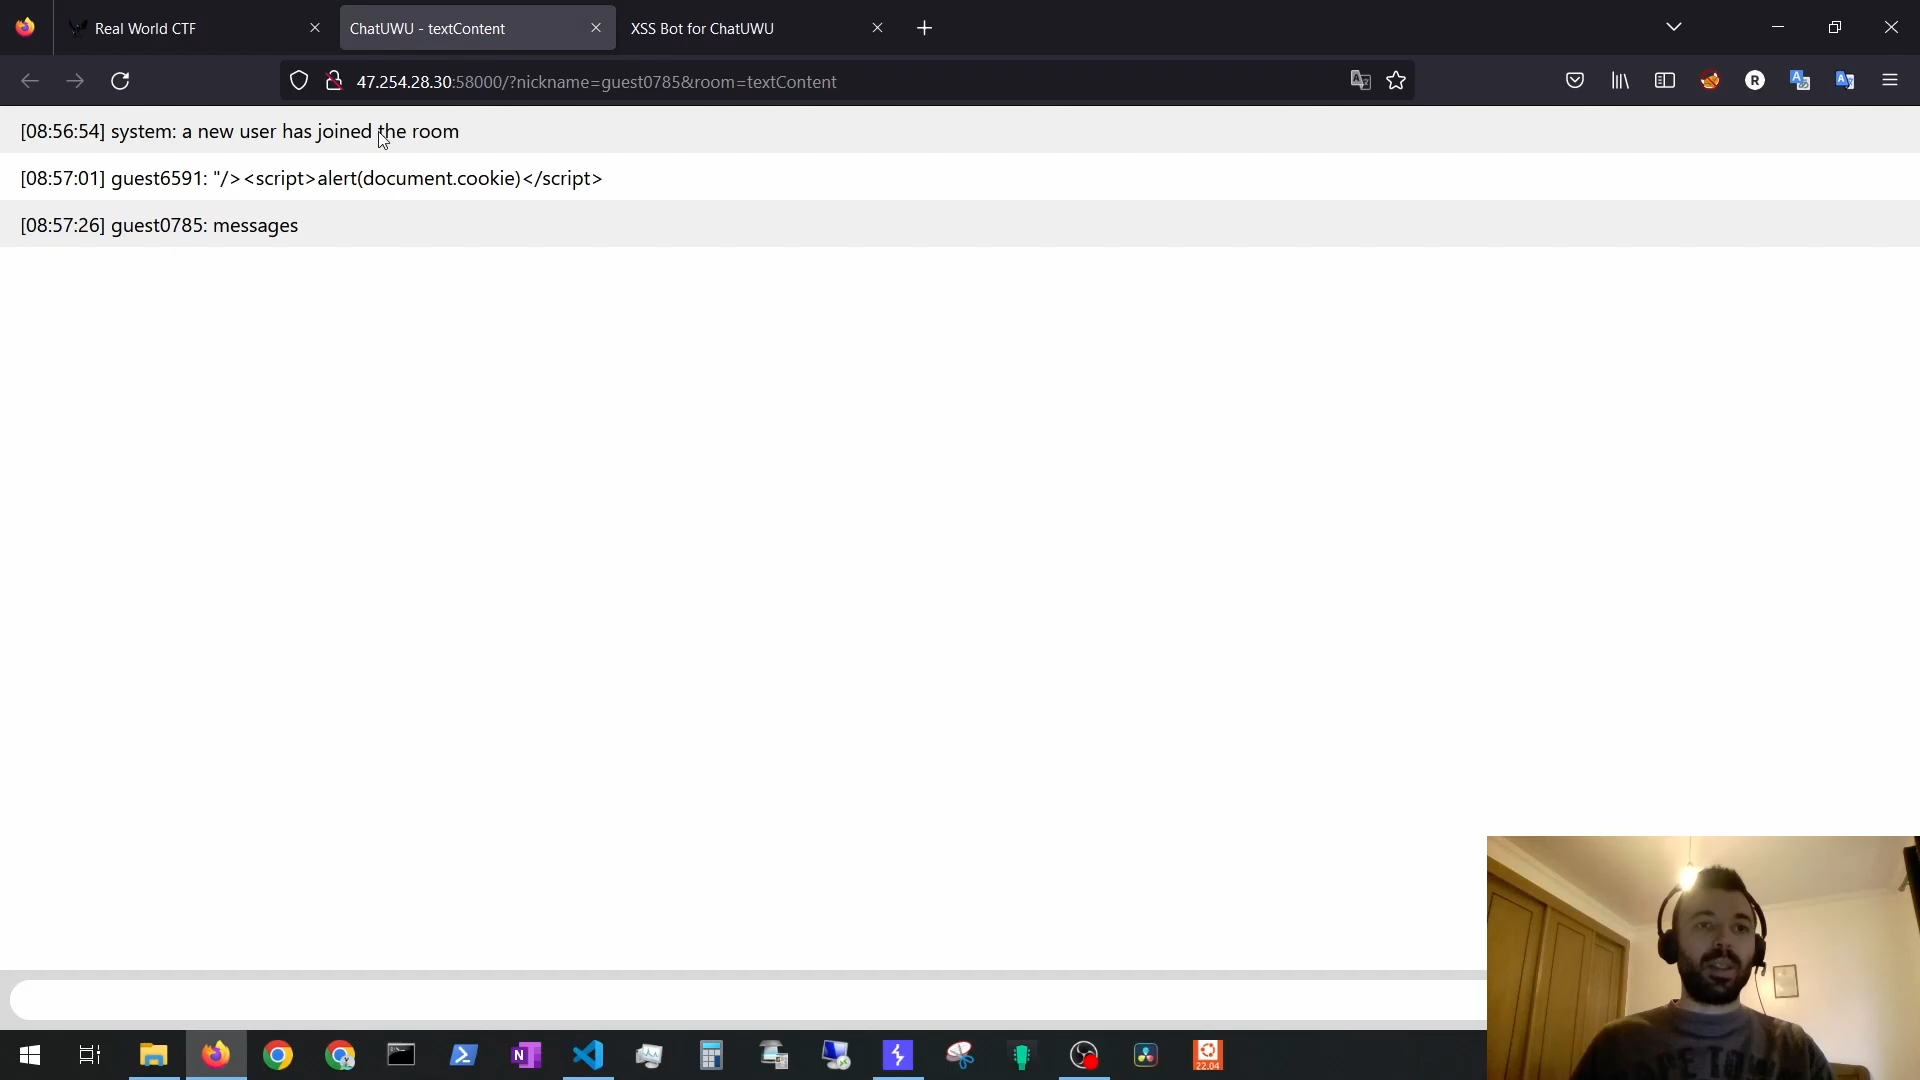 Real World CTF
ChatUWU - textContent
XSS Bot for ChatUWU
47.254.28.30:58000/?nickname=guest0785&room=textContent
R
[08:56:54] system: a new user has joined the room
[08:57:01] guest6591: "/><script>alert(document.cookie)</script>
[08:57:26] guest0785: messages
N
22.04